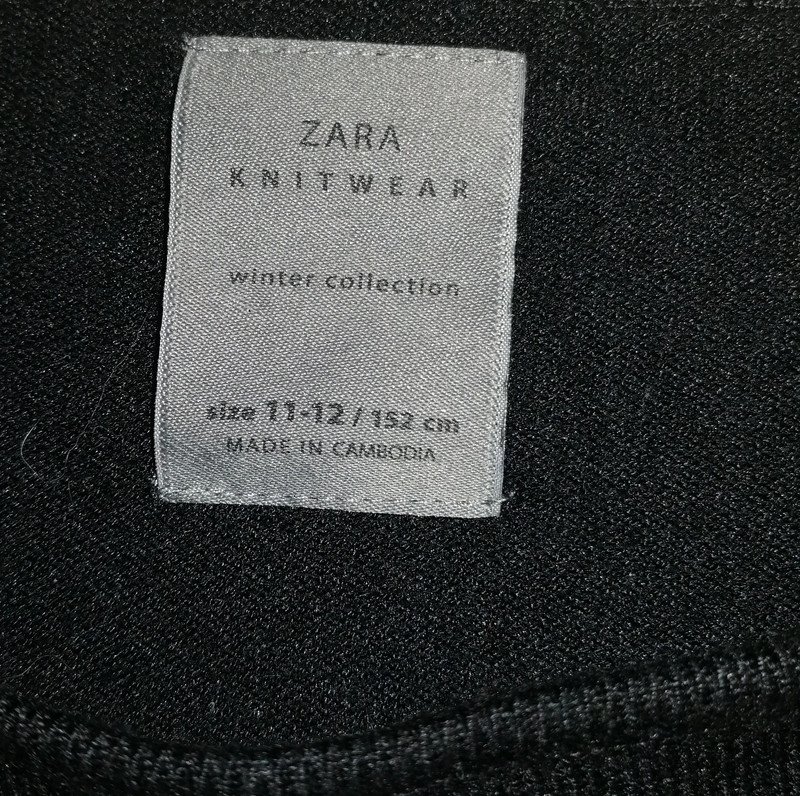 ZARA
KNITWEAR
winter collection
size 11-12 / 152 cm
MADE IN CAMBODIA